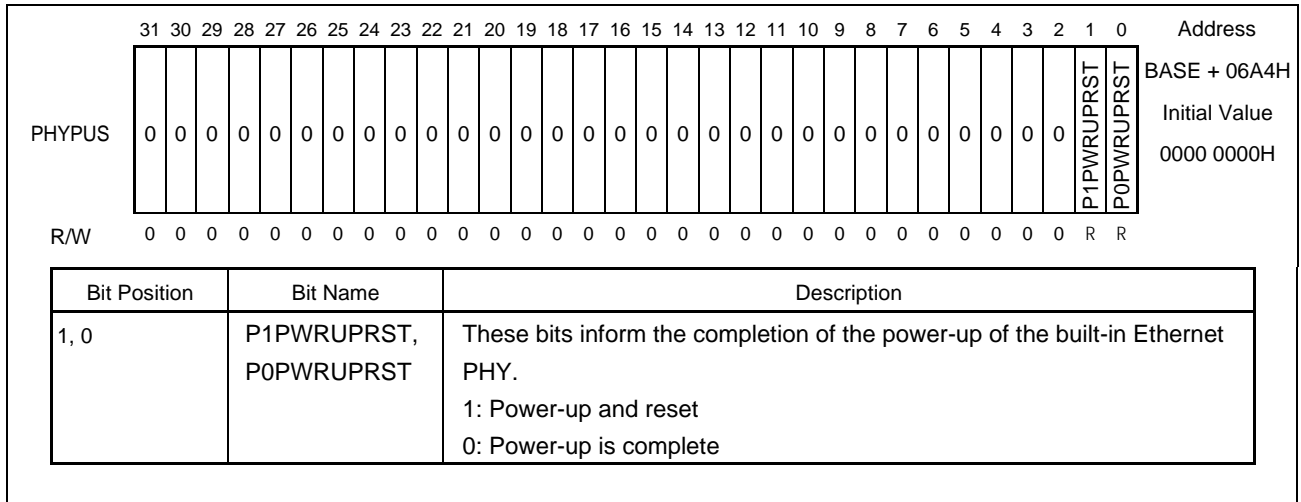 31 30 29 28 27 26 25 24 23 22 21 20 19 18 17 16 15 14 13 12 11 10 9 8 7 6 5 4 3 2 1 0 Address
PHYPUS 0 0 0 0 0 0 0 0 0 0 0 0 0 0 0 0 0 0 0 0 0 0 0 0 0 0 0 0 0 0 P1PWRUPRST P0PWRUPRST
BASE + 06A4H
Initial Value
0000 0000H
R/W 0 0 0 0 0 0 0 0 0 0 0 0 0 0 0 0 0 0 0 0 0 0 0 0 0 0 0 0 0 0 R R
Bit Position Bit Name Description
1, 0 P1PWRUPRST, These bits inform the completion of the power-up of the built-in Ethernet
P0PWRUPRST PHY.
1: Power-up and reset
0: Power-up is complete